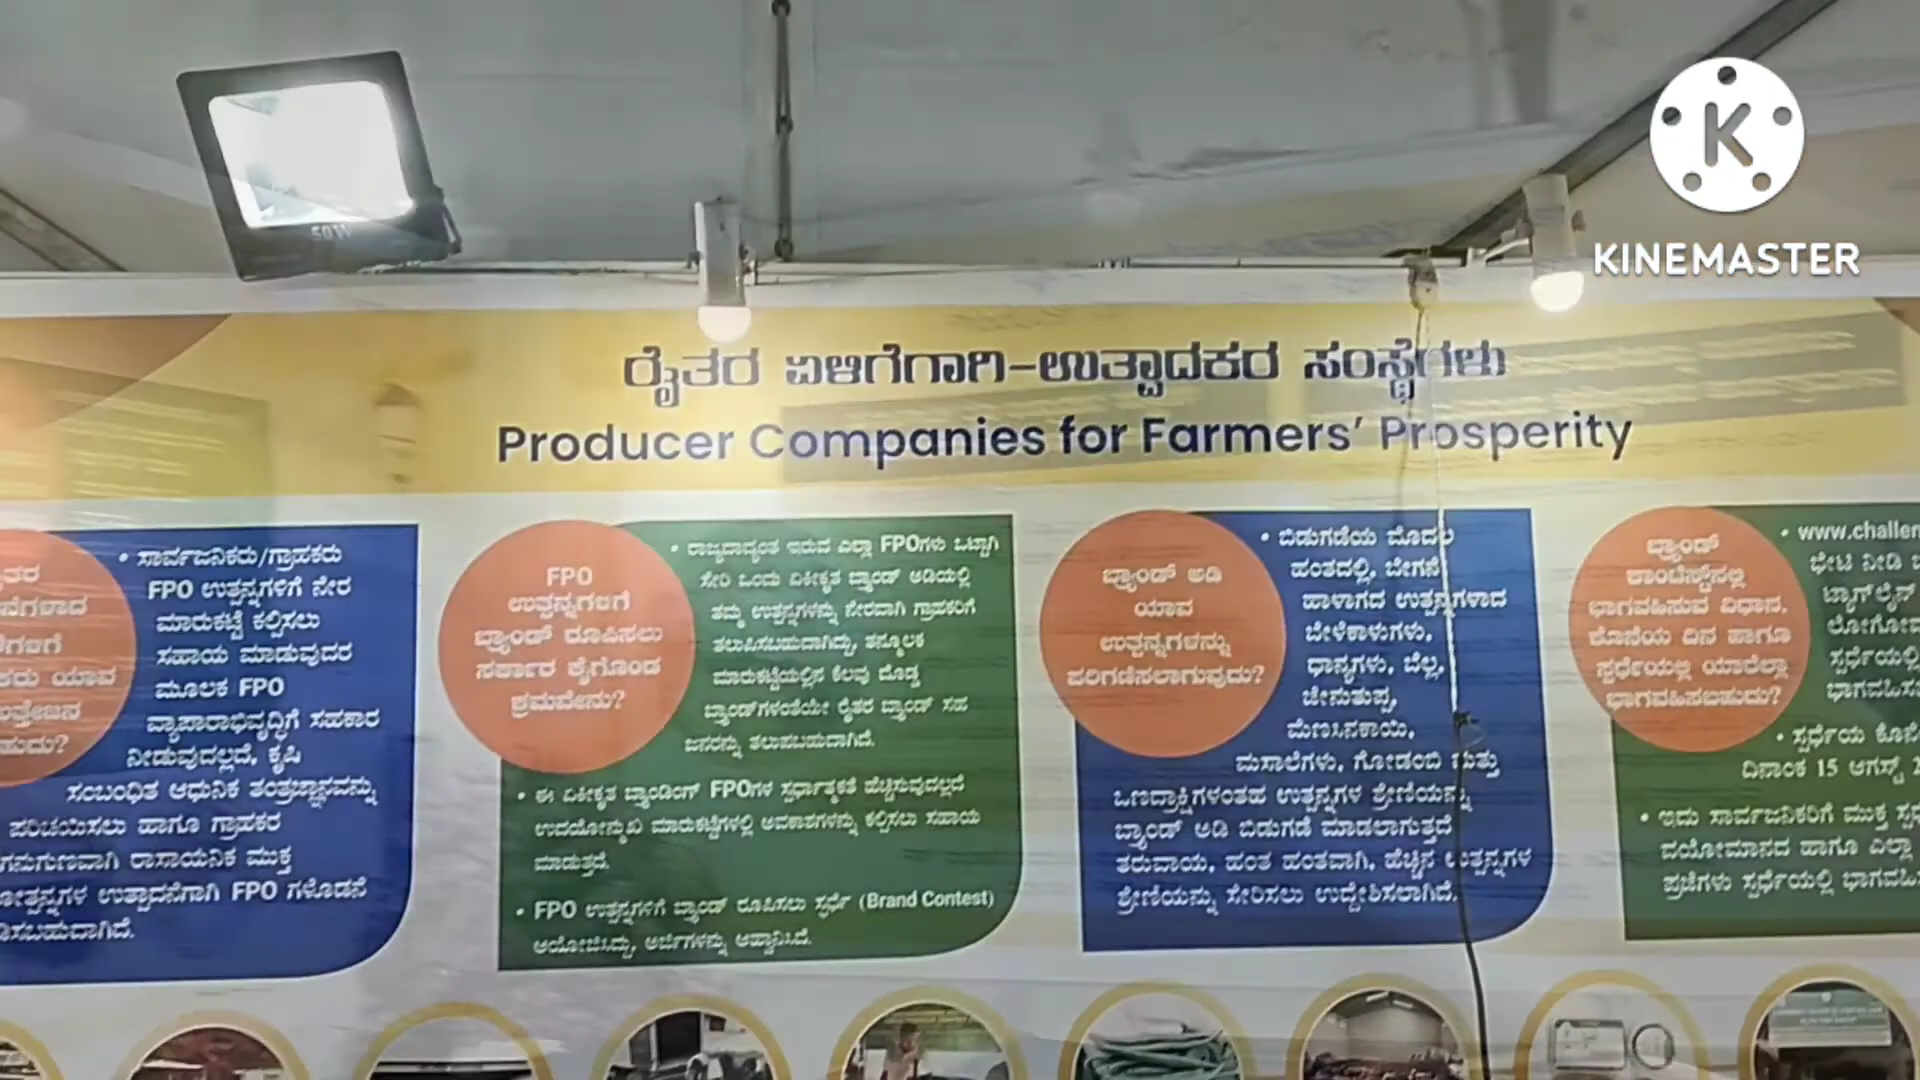 KINEMASTER
ರೈತರ ಏಳಿಗೆಗಾಗಿ-ಉತ್ಪಾದಕರ ಸಂಸ್ಥೆಗಳು
Producer Companies for Farmers' Prosperity
• ಸಾರ್ವಜನಿಕರು/ಗ್ರಾಹಕರು
FPO ಉತ್ಪನ್ನಗಳಿಗೆ ನೇರ
ಮಾರುಕಟ್ಟೆ ಕಲ್ಪಿಸಲು
ಸಹಾಯ ಮಾಡುವುದರ
ಮೂಲಕ FPO
ವ್ಯಾಪಾರಾಭಿವೃದ್ಧಿಗೆ ಸಹಕಾರ
ನೀಡುವುದಲ್ಲದೆ, ಕೃಷಿ
ಸಂಬಂಧಿತ ಆಧುನಿಕ ತಂತ್ರಜ್ಞಾನವನ್ನು
ಪರಿಚಯಿಸಲು ಹಾಗೂ ಗ್ರಾಹಕರ
ರಾಸಾಯನಿಕ ಮುಕ್ತ
ಉತ್ಪಾದನೆಗಾಗಿ FPO ಗಳೊಡನೆ
FPO
ಉತ್ಪನ್ನಗಳಿಗೆ
ಬ್ರ್ಯಾಂಡ್ ರೂಪಿಸಲು
ಸರ್ಕಾರ ಕೈಗೊಂಡ
ಕ್ರಮವೇನು?
• ರಾಜ್ಯದಾದ್ಯಂತ ಇರುವ ಎಲ್ಲಾ FPOಗಳು ಒಟ್ಟಾಗಿ
ಸೇರಿ ಒಂದು ಏಕೀಕೃತ ಬ್ರ್ಯಾಂಡ್ ಅಡಿಯಲ್ಲಿ
ತಮ್ಮ ಉತ್ಪನ್ನಗಳನ್ನು ನೇರವಾಗಿ ಗ್ರಾಹಕರಿಗೆ
ತಲುಪಿಸಬಹುದಾಗಿದ್ದು, ತನ್ಮೂಲಕ
ಮಾರುಕಟ್ಟೆಯಲ್ಲಿನ ಕೆಲವು ದೊಡ್ಡ
ಬ್ರ್ಯಾಂಡ್‌ಗಳಂತೆಯೇ ರೈತರ ಬ್ರ್ಯಾಂಡ್ ಸಹ
ಜನರನ್ನು ತಲುಪಬಹುದಾಗಿದೆ.
• ಈ ಏಕೀಕೃತ ಬ್ರ್ಯಾಂಡಿಂಗ್ FPOಗಳ ಸ್ಪರ್ಧಾತ್ಮಕತೆ ಹೆಚ್ಚಿಸುವುದಲ್ಲದೆ
ಉದಯೋನ್ಮುಖ ಮಾರುಕಟ್ಟೆಗಳಲ್ಲಿ ಅವಕಾಶಗಳನ್ನು ಕಲ್ಪಿಸಲು ಸಹಾಯ
ಮಾಡುತ್ತದೆ.
• FPO ಉತ್ಪನ್ನಗಳಿಗೆ ಬ್ರ್ಯಾಂಡ್ ರೂಪಿಸಲು ಸ್ಪರ್ಧೆ (Brand Contest)
ಆಯೋಜಿಸಿದ್ದು, ಅರ್ಜಿಗಳನ್ನು ಆಹ್ವಾನಿಸಿದೆ.
ಬ್ರ್ಯಾಂಡ್ ಅಡಿ
ಯಾವ
ಉತ್ಪನ್ನಗಳನ್ನು
ಪರಿಗಣಿಸಲಾಗುವುದು?
• ಬಿಡುಗಡೆಯ ಮೊದಲ
ಹಂತದಲ್ಲಿ, ಬೇಗನೆ
ಹಾಳಾಗದ ಉತ್ಪನ್ನಗಳಾದ
ಬೇಳೆಕಾಳುಗಳು,
ಧಾನ್ಯಗಳು, ಬೆಲ್ಲ,
ಜೇನುತುಪ್ಪ,
ಮೆಣಸಿನಕಾಯಿ,
ಮಸಾಲೆಗಳು, ಗೋಡಂಬಿ ಮತ್ತು
ಒಣದ್ರಾಕ್ಷಿಗಳಂತಹ ಉತ್ಪನ್ನಗಳ ಶ್ರೇಣಿಯನ್ನು
ಬ್ರ್ಯಾಂಡ್ ಅಡಿ ಬಿಡುಗಡೆ ಮಾಡಲಾಗುತ್ತದೆ
ತರುವಾಯ, ಹಂತ ಹಂತವಾಗಿ, ಹೆಚ್ಚಿನ ಉತ್ಪನ್ನಗಳ
ಶ್ರೇಣಿಯನ್ನು ಸೇರಿಸಲು ಉದ್ದೇಶಿಸಲಾಗಿದೆ.
ಬ್ರ್ಯಾಂಡ್
ಕಾಂಟೆಸ್ಟ್‌ನಲ್ಲಿ
ಭಾಗವಹಿಸುವ ವಿಧಾನ,
ಕೊನೆಯ ದಿನ ಹಾಗೂ
ಸ್ಪರ್ಧೆಯಲ್ಲಿ ಯಾರೆಲ್ಲಾ
ಭಾಗವಹಿಸಬಹುದು?
• www.challen
ಭೇಟಿ ನೀಡಿ
ಟ್ಯಾಗ್‌ಲೈನ್
ಲೋಗೋ
ಸ್ಪರ್ಧೆಯಲ್ಲಿ
• ಸ್ಪರ್ಧೆಯ
ದಿನಾಂಕ 15 ಆಗಸ್ಟ್
• ಇದು ಸಾರ್ವಜನಿಕರಿಗೆ ಮುಕ್ತ
ವಯೋಮಾನದ ಹಾಗೂ ಎಲ್ಲಾ
ಪ್ರಜೆಗಳು ಸ್ಪರ್ಧೆಯಲ್ಲಿ